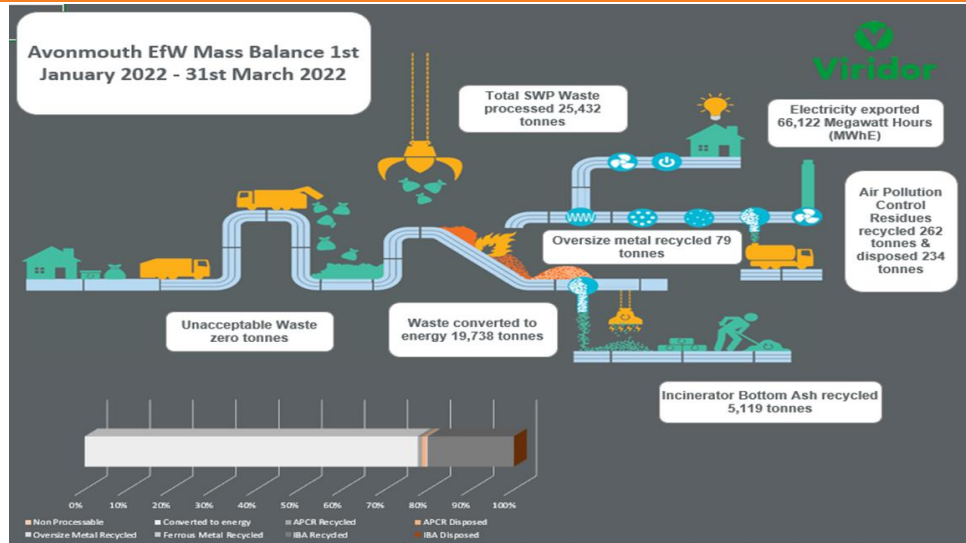 Avonmouth EfW Mass Balance 1st
January 2022 - 31st March 2022
Viridor
Total SWP Waste
processed 25,432
tonnes
Electricity exported
66,122 Megawatt Hours
(MWhE)
Air Pollution
Control
Residues
recycled 262
tonnes &
disposed 234
tonnes
Oversize metal recycled 79
tonnes
Unacceptable Waste
zero tonnes
Waste converted to
energy 19,738 tonnes
Incinerator Bottom Ash recycled
5,119 tonnes
0% 10% 20% 30% 40% 50% 60% 70% 80% 90% 100%
Non Processable Converted to energy APCR Recycled APCR Disposed
Oversize Metal Recycled Ferrous Metal Recycled IBA Recycled IBA Disposed